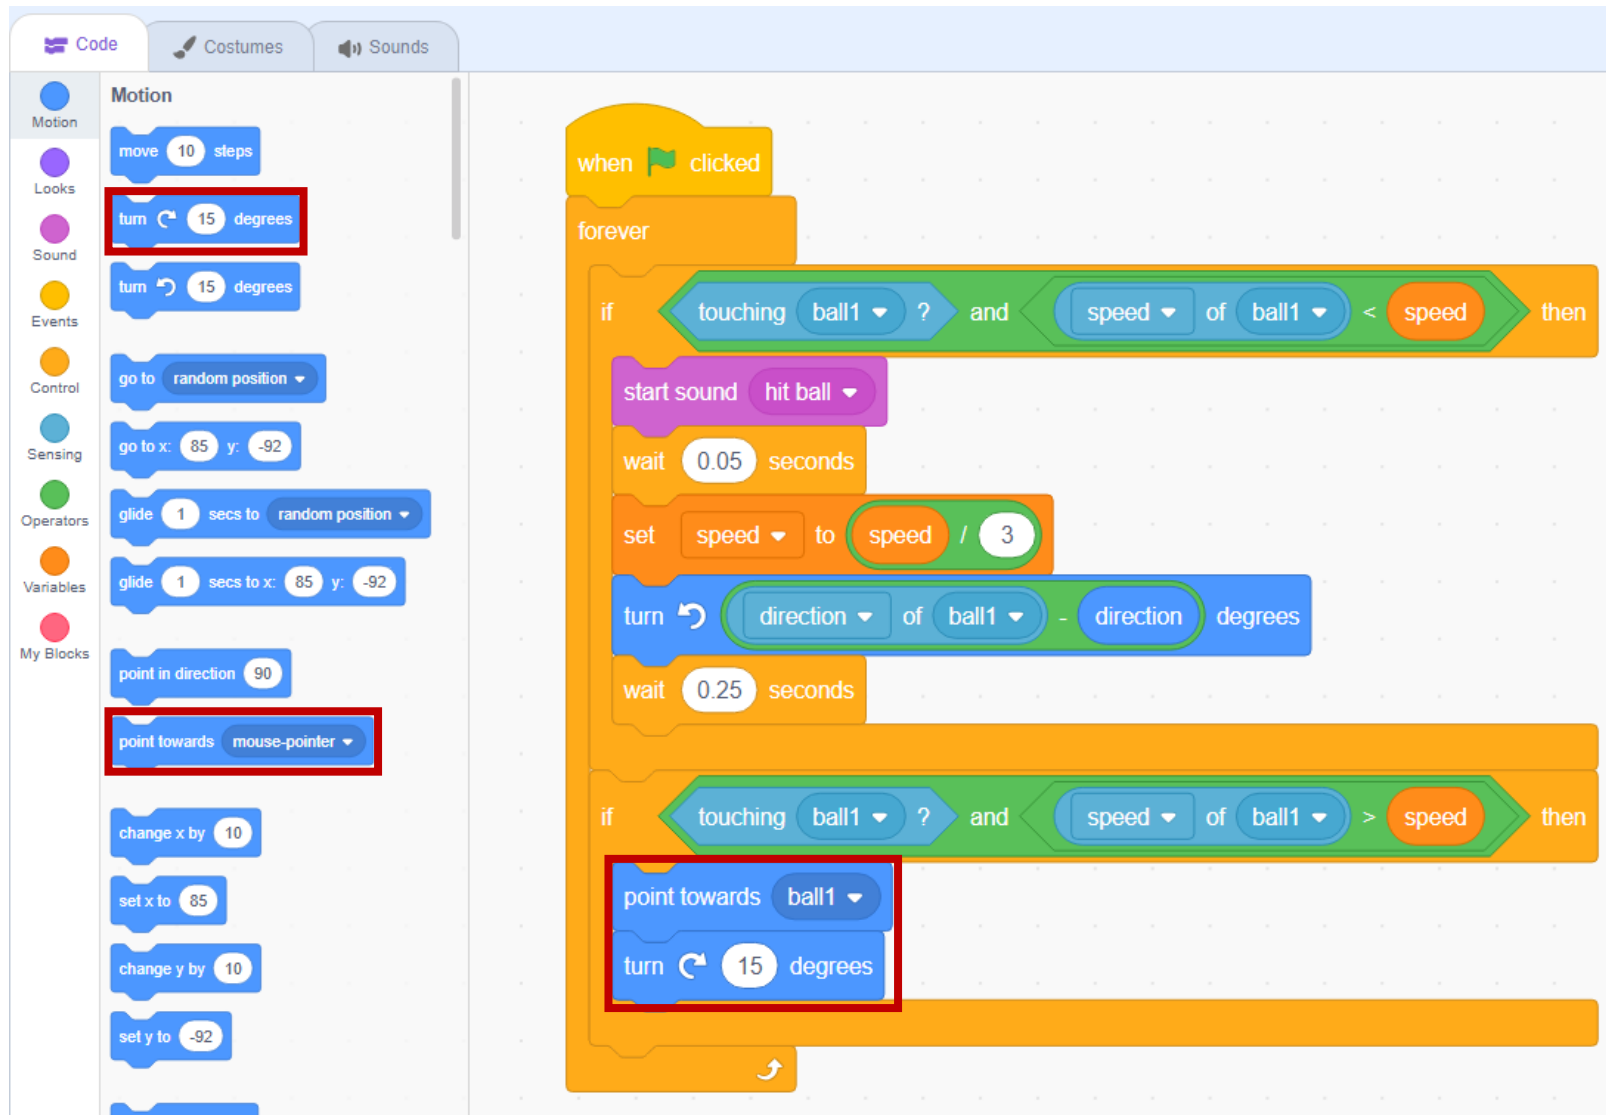 Code
Costumes
Sounds
Motion
Looks
Sound
Events
Control
Sensing
Operators
Variables
My Blocks
Motion
move 10 steps
turn 15 degrees
turn 15 degrees
go to random position
go to x: 85 y: -92
glide 1 secs to random position
glide 1 secs to x: 85 y: -92
point in direction 90
point towards mouse-pointer
change x by 10
set x to 85
change y by 10
set y to -92
when clicked
forever
if touching ball1 ? and speed of ball1 < speed then
start sound hit ball
wait 0.05 seconds
set speed to speed / 3
turn direction of ball1 - direction degrees
wait 0.25 seconds
if touching ball1 ? and speed of ball1 > speed then
point towards ball1
turn 15 degrees